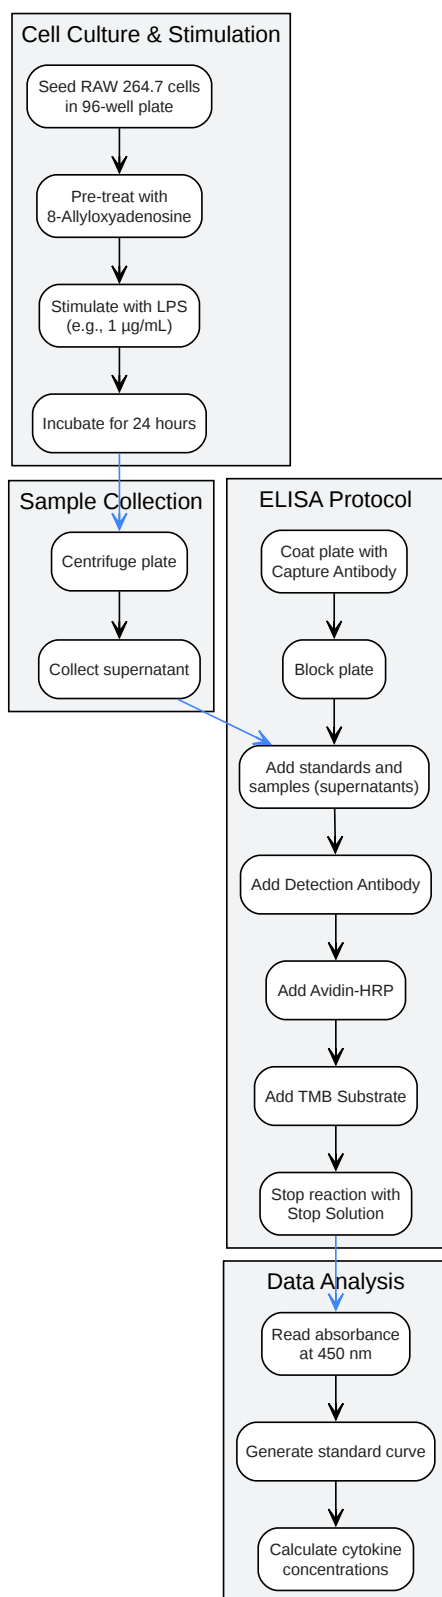 Cell Culture & Stimulation
Seed RAW 264.7 cells
in 96-well plate
Pre-treat with
8-Allyloxyadenosine
Stimulate with LPS
(e.g., 1 µg/mL)
Incubate for 24 hours
Sample Collection
Centrifuge plate
Collect supernatant
ELISA Protocol
Coat plate with
Capture Antibody
Block plate
Add standards and
samples (supernatants)
Add Detection Antibody
Add Avidin-HRP
Add TMB Substrate
Stop reaction with
Stop Solution
Data Analysis
Read absorbance
at 450 nm
Generate standard curve
Calculate cytokine
concentrations